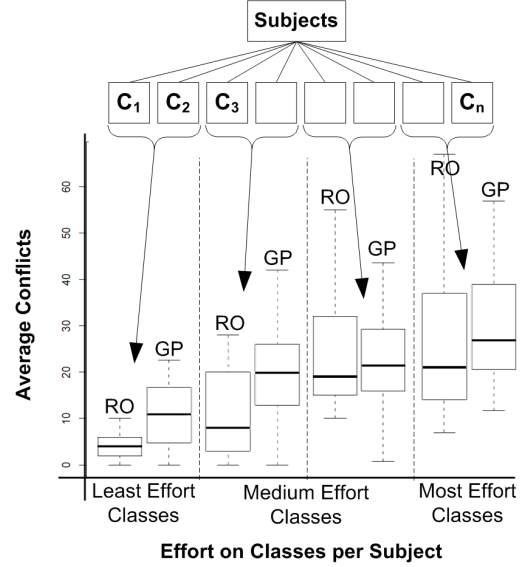 Subjects
C1 C2 C3 Cn
Average Conflicts
60
50
40
30
20
10
0
RO
GP
RO
GP
RO
GP
RO
GP
Least Effort
Classes
Medium Effort
Classes
Most Effort
Classes
Effort on Classes per Subject